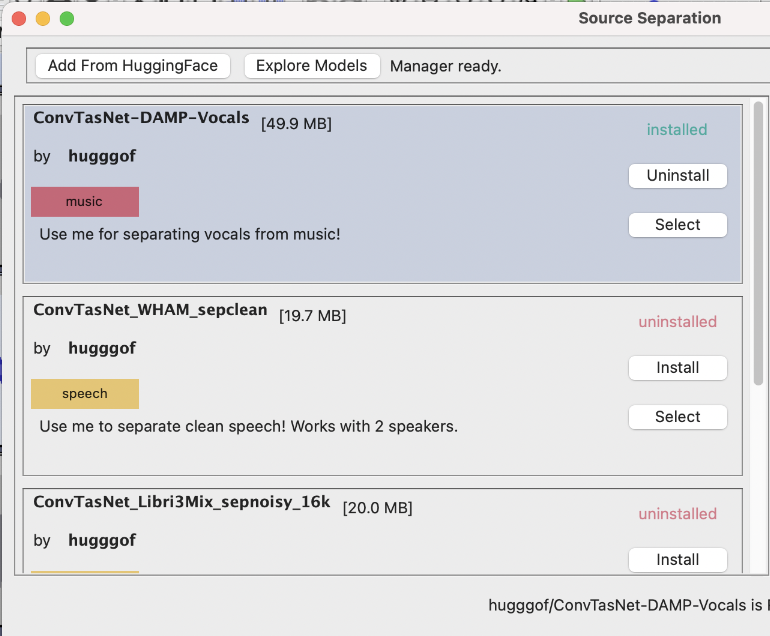 Source Separation
Add From HuggingFace Explore Models Manager ready.
ConvTasNet-DAMP-Vocals [49.9 MB]
installed
by hugggof
Uninstall
music
Select
Use me for separating vocals from music!
ConvTasNet_WHAM_sepclean [19.7 MB]
uninstalled
by hugggof
Install
speech
Select
Use me to separate clean speech! Works with 2 speakers.
ConvTasNet_Libri3Mix_sepnoisy_16k [20.0 MB]
uninstalled
by hugggof
Install
hugggof/ConvTasNet-DAMP-Vocals is